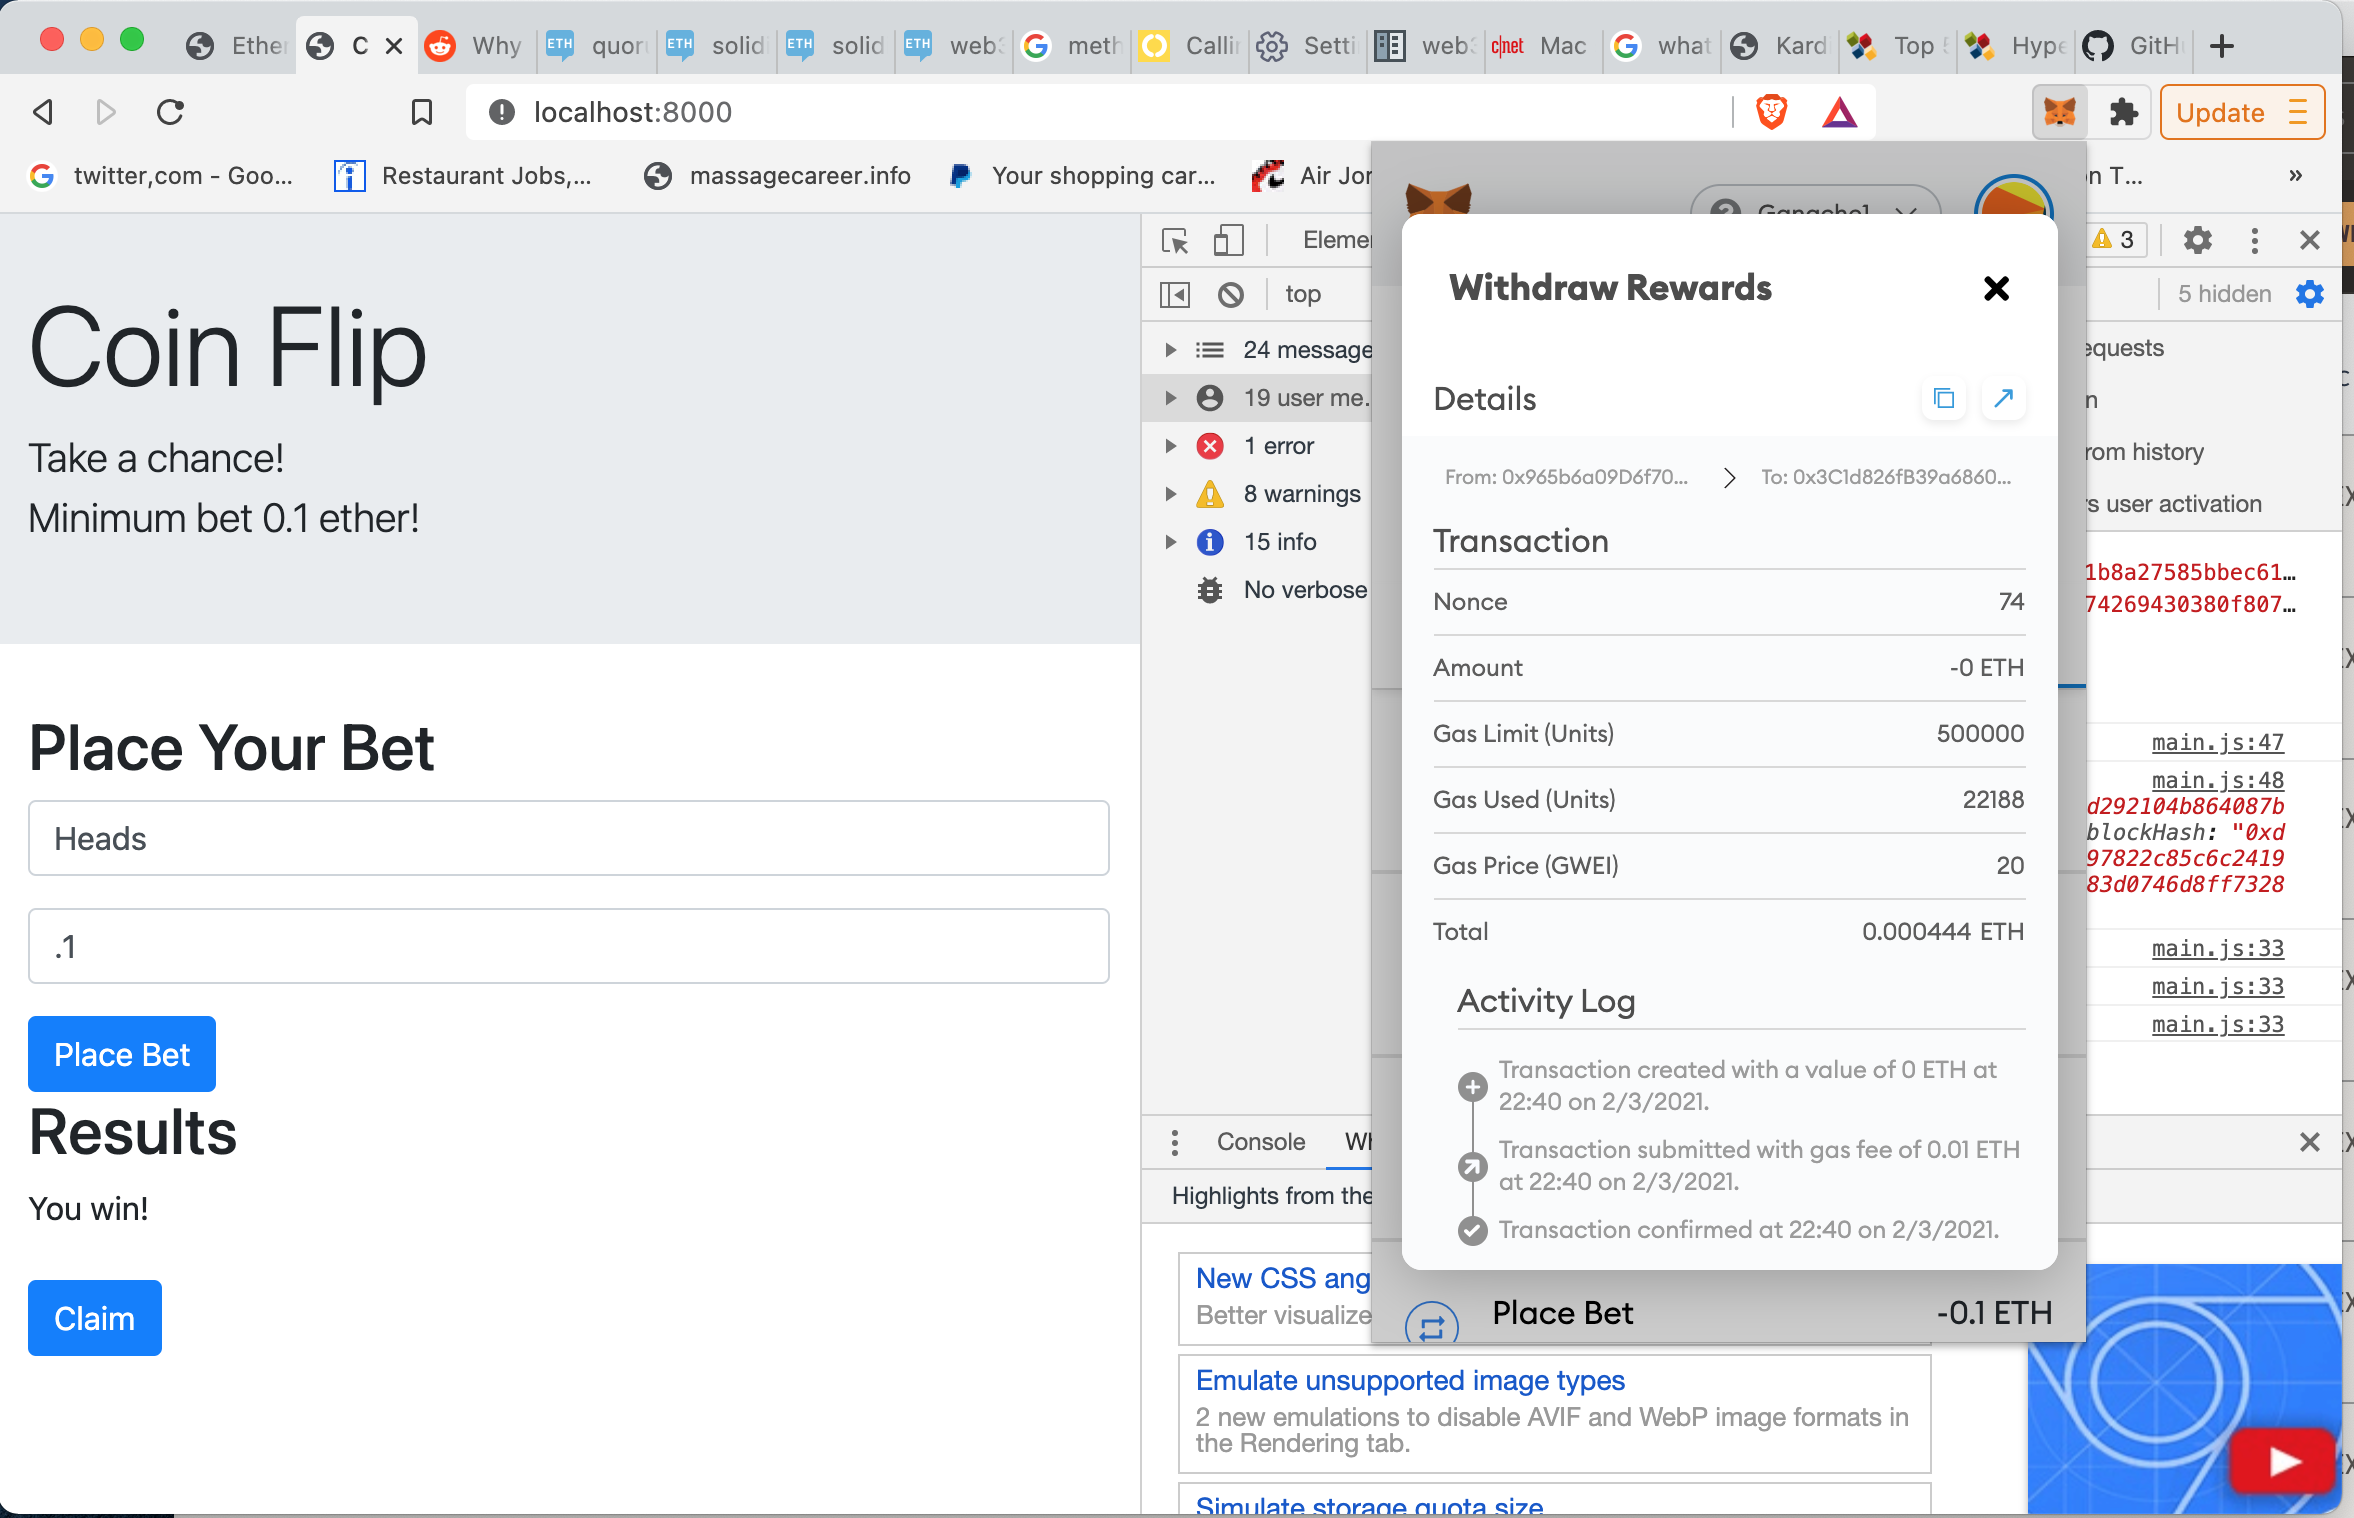 Ether
C
Why
quor
solid
solid
web3
meth
Callin
Setti
web3
c|net Mac
what
Kard
Top 5
Hype
GitHu
localhost:8000
Update
twitter,com - Goo...
Restaurant Jobs,...
massagecareer.info
Your shopping car...
Air Jor
n T...
»
Ganache1
Coin Flip
Take a chance!
Minimum bet 0.1 ether!
Place Your Bet
Heads
.1
Place Bet
Results
You win!
Claim
Eleme
3
top
5 hidden
24 message
19 user me...
1 error
8 warnings
15 info
No verbose
equests
n
rom history
rs user activation
1b8a27585bbec61…
74269430380f807…
main.js:47
main.js:48
d292104b864087b
blockHash: "0xd
97822c85c6c2419
83d0746d8ff7328
main.js:33
main.js:33
main.js:33
Withdraw Rewards
Details
From: 0x965b6a09D6f70...
To: 0x3C1d826fB39a6860...
Transaction
Nonce 74
Amount -0 ETH
Gas Limit (Units) 500000
Gas Used (Units) 22188
Gas Price (GWEI) 20
Total 0.000444 ETH
Activity Log
Transaction created with a value of 0 ETH at
22:40 on 2/3/2021.
Transaction submitted with gas fee of 0.01 ETH
at 22:40 on 2/3/2021.
Transaction confirmed at 22:40 on 2/3/2021.
Place Bet -0.1 ETH
Console
Wh
Highlights from the
New CSS ang
Better visualize
Emulate unsupported image types
2 new emulations to disable AVIF and WebP image formats in
the Rendering tab.
Simulate storage quota size